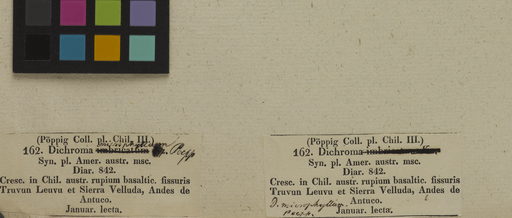 (Pöppig Coll. pl. Chil. III.)
162. Dichroma
Syn. pl. Amer. austr. msc.
Diar. 842.
Cresc. in Chil. austr. rupium basaltic. fissuris
Truvun Leuvu et Sierra Velluda, Andes de
Antuco.
Januar. lecta.
(Pöppig Coll. pl. Chil. III.)
162. Dichroma
Syn. pl. Amer. austr. msc.
Diar. 842.
Cresc. in Chil. austr. rupium basaltic. fissuris
Truvun Leuvu et Sierra Velluda, Andes de
Antuco.
D. microphyllum
Poepp.
Januar. lecta.